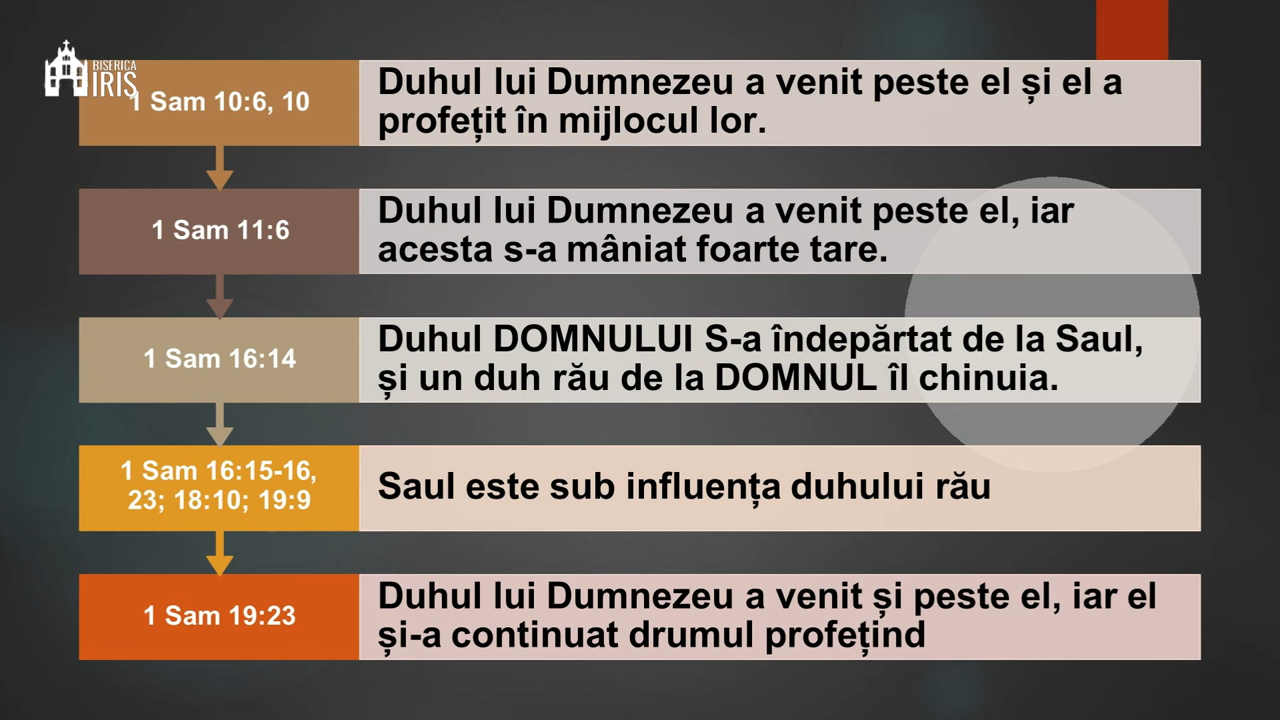 BISERICA
IRIS
1 Sam 10:6, 10
Duhul lui Dumnezeu a venit peste el și el a
profețit în mijlocul lor.
1 Sam 11:6
Duhul lui Dumnezeu a venit peste el, iar
acesta s-a mâniat foarte tare.
1 Sam 16:14
Duhul DOMNULUI S-a îndepărtat de la Saul,
și un duh rău de la DOMNUL îl chinuia.
1 Sam 16:15-16,
23; 18:10; 19:9
Saul este sub influența duhului rău
1 Sam 19:23
Duhul lui Dumnezeu a venit și peste el, iar el
și-a continuat drumul profețind